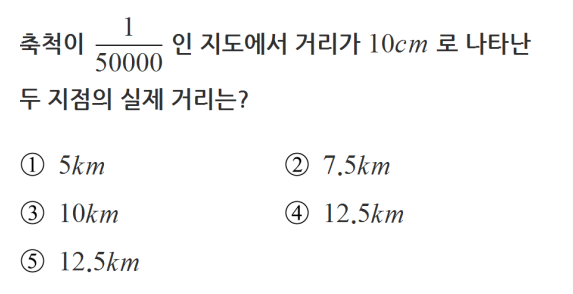 축척이 1/50000 인 지도에서 거리가 10cm 로 나타난
두 지점의 실제 거리는?
① 5km ② 7.5km
③ 10km ④ 12.5km
⑤ 12.5km